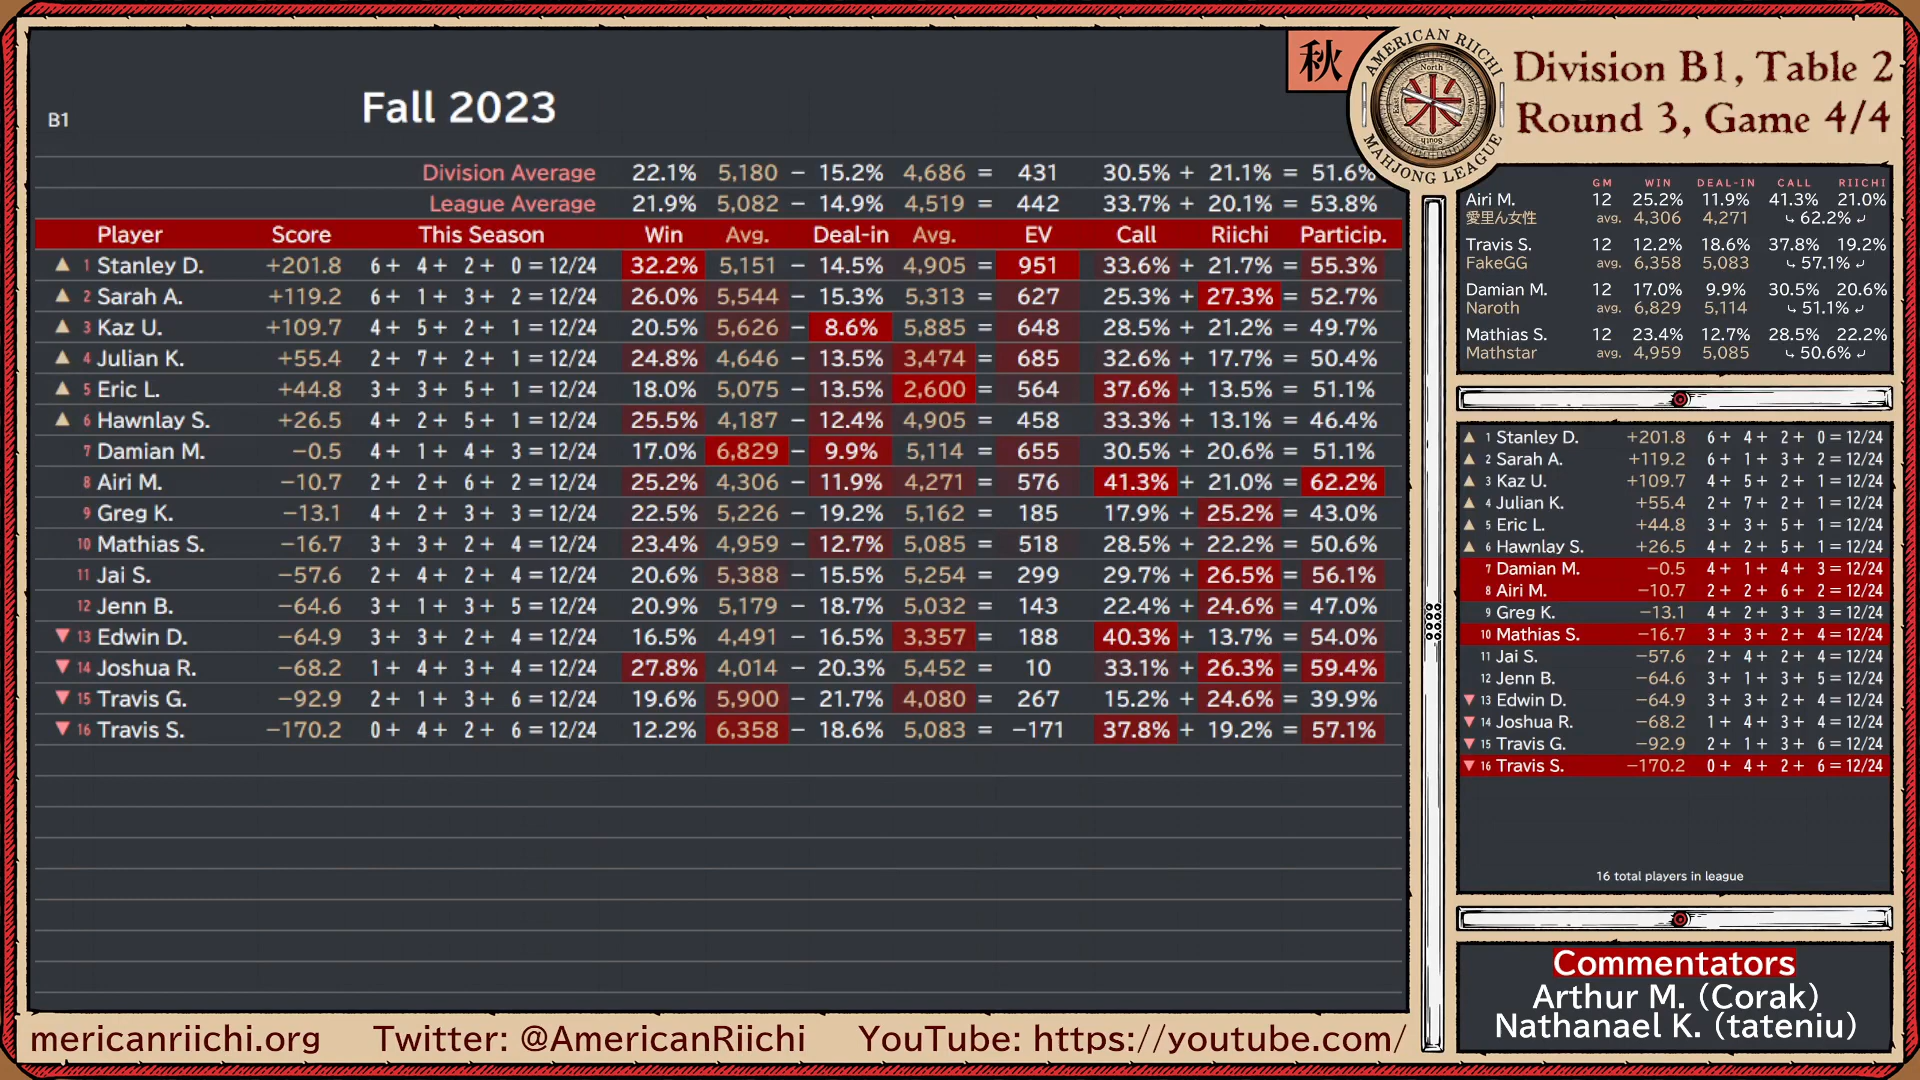 B1
Fall 2023
Division Average 22.1% 5,180 − 15.2% 4,686 = 431 30.5% + 21.1% = 51.6%
League Average 21.9% 5,082 − 14.9% 4,519 = 442 33.7% + 20.1% = 53.8%
Player Score This Season Win Avg. Deal-in Avg. EV Call Riichi Particip.
▲ 1 Stanley D. +201.8 6 + 4 + 2 + 0 = 12/24 32.2% 5,151 − 14.5% 4,905 = 951 33.6% + 21.7% = 55.3%
▲ 2 Sarah A. +119.2 6 + 1 + 3 + 2 = 12/24 26.0% 5,544 − 15.3% 5,313 = 627 25.3% + 27.3% = 52.7%
▲ 3 Kaz U. +109.7 4 + 5 + 2 + 1 = 12/24 20.5% 5,626 − 8.6% 5,885 = 648 28.5% + 21.2% = 49.7%
▲ 4 Julian K. +55.4 2 + 7 + 2 + 1 = 12/24 24.8% 4,646 − 13.5% 3,474 = 685 32.6% + 17.7% = 50.4%
▲ 5 Eric L. +44.8 3 + 3 + 5 + 1 = 12/24 18.0% 5,075 − 13.5% 2,600 = 564 37.6% + 13.5% = 51.1%
▲ 6 Hawnlay S. +26.5 4 + 2 + 5 + 1 = 12/24 25.5% 4,187 − 12.4% 4,905 = 458 33.3% + 13.1% = 46.4%
7 Damian M. −0.5 4 + 1 + 4 + 3 = 12/24 17.0% 6,829 − 9.9% 5,114 = 655 30.5% + 20.6% = 51.1%
8 Airi M. −10.7 2 + 2 + 6 + 2 = 12/24 25.2% 4,306 − 11.9% 4,271 = 576 41.3% + 21.0% = 62.2%
9 Greg K. −13.1 4 + 2 + 3 + 3 = 12/24 22.5% 5,226 − 19.2% 5,162 = 185 17.9% + 25.2% = 43.0%
10 Mathias S. −16.7 3 + 3 + 2 + 4 = 12/24 23.4% 4,959 − 12.7% 5,085 = 518 28.5% + 22.2% = 50.6%
11 Jai S. −57.6 2 + 4 + 2 + 4 = 12/24 20.6% 5,388 − 15.5% 5,254 = 299 29.7% + 26.5% = 56.1%
12 Jenn B. −64.6 3 + 1 + 3 + 5 = 12/24 20.9% 5,179 − 18.7% 5,032 = 143 22.4% + 24.6% = 47.0%
▼ 13 Edwin D. −64.9 3 + 3 + 2 + 4 = 12/24 16.5% 4,491 − 16.5% 3,357 = 188 40.3% + 13.7% = 54.0%
▼ 14 Joshua R. −68.2 1 + 4 + 3 + 4 = 12/24 27.8% 4,014 − 20.3% 5,452 = 10 33.1% + 26.3% = 59.4%
▼ 15 Travis G. −92.9 2 + 1 + 3 + 6 = 12/24 19.6% 5,900 − 21.7% 4,080 = 267 15.2% + 24.6% = 39.9%
▼ 16 Travis S. −170.2 0 + 4 + 2 + 6 = 12/24 12.2% 6,358 − 18.6% 5,083 = −171 37.8% + 19.2% = 57.1%
秋
AMERICAN RIICHI
North
East
West
South
MAHJONG LEAGUE
Division B1, Table 2
Round 3, Game 4/4
GM WIN DEAL-IN CALL RIICHI
Airi M. 12 25.2% 11.9% 41.3% 21.0%
愛里ん女性 avg. 4,306 4,271 ⤷ 62.2% ⤶
Travis S. 12 12.2% 18.6% 37.8% 19.2%
FakeGG avg. 6,358 5,083 ⤷ 57.1% ⤶
Damian M. 12 17.0% 9.9% 30.5% 20.6%
Naroth avg. 6,829 5,114 ⤷ 51.1% ⤶
Mathias S. 12 23.4% 12.7% 28.5% 22.2%
Mathstar avg. 4,959 5,085 ⤷ 50.6% ⤶
▲ 1 Stanley D. +201.8 6 + 4 + 2 + 0 = 12/24
▲ 2 Sarah A. +119.2 6 + 1 + 3 + 2 = 12/24
▲ 3 Kaz U. +109.7 4 + 5 + 2 + 1 = 12/24
▲ 4 Julian K. +55.4 2 + 7 + 2 + 1 = 12/24
▲ 5 Eric L. +44.8 3 + 3 + 5 + 1 = 12/24
▲ 6 Hawnlay S. +26.5 4 + 2 + 5 + 1 = 12/24
7 Damian M. −0.5 4 + 1 + 4 + 3 = 12/24
8 Airi M. −10.7 2 + 2 + 6 + 2 = 12/24
9 Greg K. −13.1 4 + 2 + 3 + 3 = 12/24
10 Mathias S. −16.7 3 + 3 + 2 + 4 = 12/24
11 Jai S. −57.6 2 + 4 + 2 + 4 = 12/24
12 Jenn B. −64.6 3 + 1 + 3 + 5 = 12/24
▼ 13 Edwin D. −64.9 3 + 3 + 2 + 4 = 12/24
▼ 14 Joshua R. −68.2 1 + 4 + 3 + 4 = 12/24
▼ 15 Travis G. −92.9 2 + 1 + 3 + 6 = 12/24
▼ 16 Travis S. −170.2 0 + 4 + 2 + 6 = 12/24
16 total players in league
Commentators
Arthur M. (Corak)
Nathanael K. (tateniu)
mericanriichi.org Twitter: @AmericanRiichi YouTube: https://youtube.com/